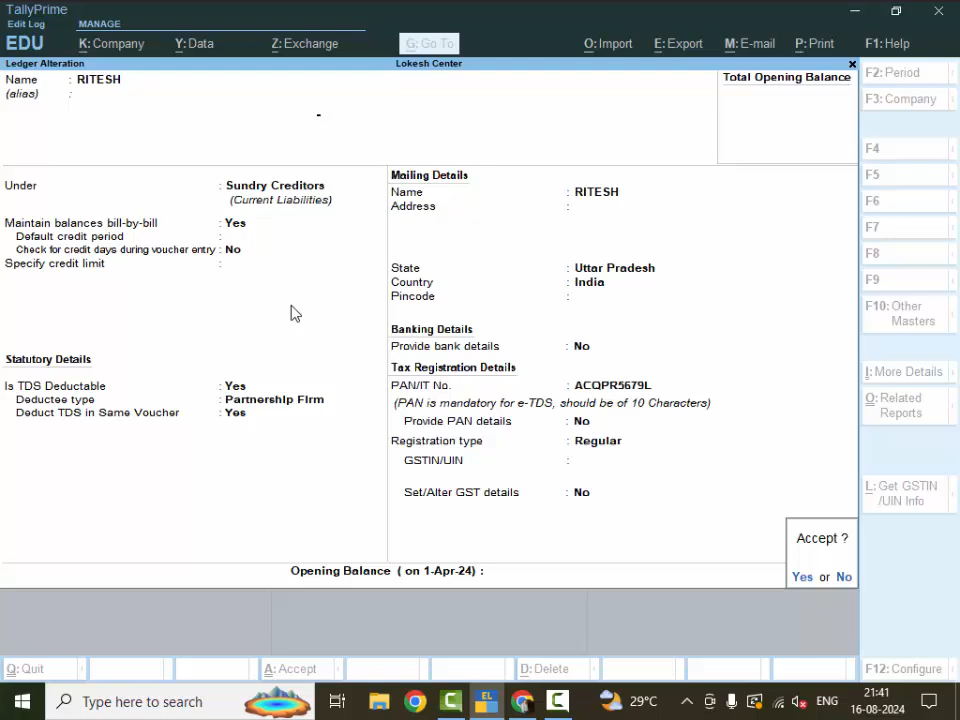 TallyPrime
Edit Log
MANAGE
EDU
K: Company
Y: Data
Z: Exchange
G: Go To
O: Import
E: Export
M: E-mail
P: Print
F1: Help
Ledger Alteration
Lokesh Center
Name : RITESH
(alias) :
Total Opening Balance
Under : Sundry Creditors
(Current Liabilities)
Maintain balances bill-by-bill : Yes
Default credit period :
Check for credit days during voucher entry : No
Specify credit limit :
Statutory Details
Is TDS Deductable : Yes
Deductee type : Partnership Firm
Deduct TDS in Same Voucher : Yes
Mailing Details
Name : RITESH
Address :
State : Uttar Pradesh
Country : India
Pincode :
Banking Details
Provide bank details : No
Tax Registration Details
PAN/IT No. : ACQPR5679L
(PAN is mandatory for e-TDS, should be of 10 Characters)
Provide PAN details : No
Registration type : Regular
GSTIN/UIN :
Set/Alter GST details : No
Opening Balance ( on 1-Apr-24) :
Accept ?
Yes or No
F2: Period
F3: Company
F4
F5
F6
F7
F8
F9
F10: Other
Masters
I: More Details
O: Related
Reports
L: Get GSTIN
/UIN Info
Q: Quit
A: Accept
D: Delete
F12: Configure
Type here to search
EL
29°C
ENG
21:41
16-08-2024